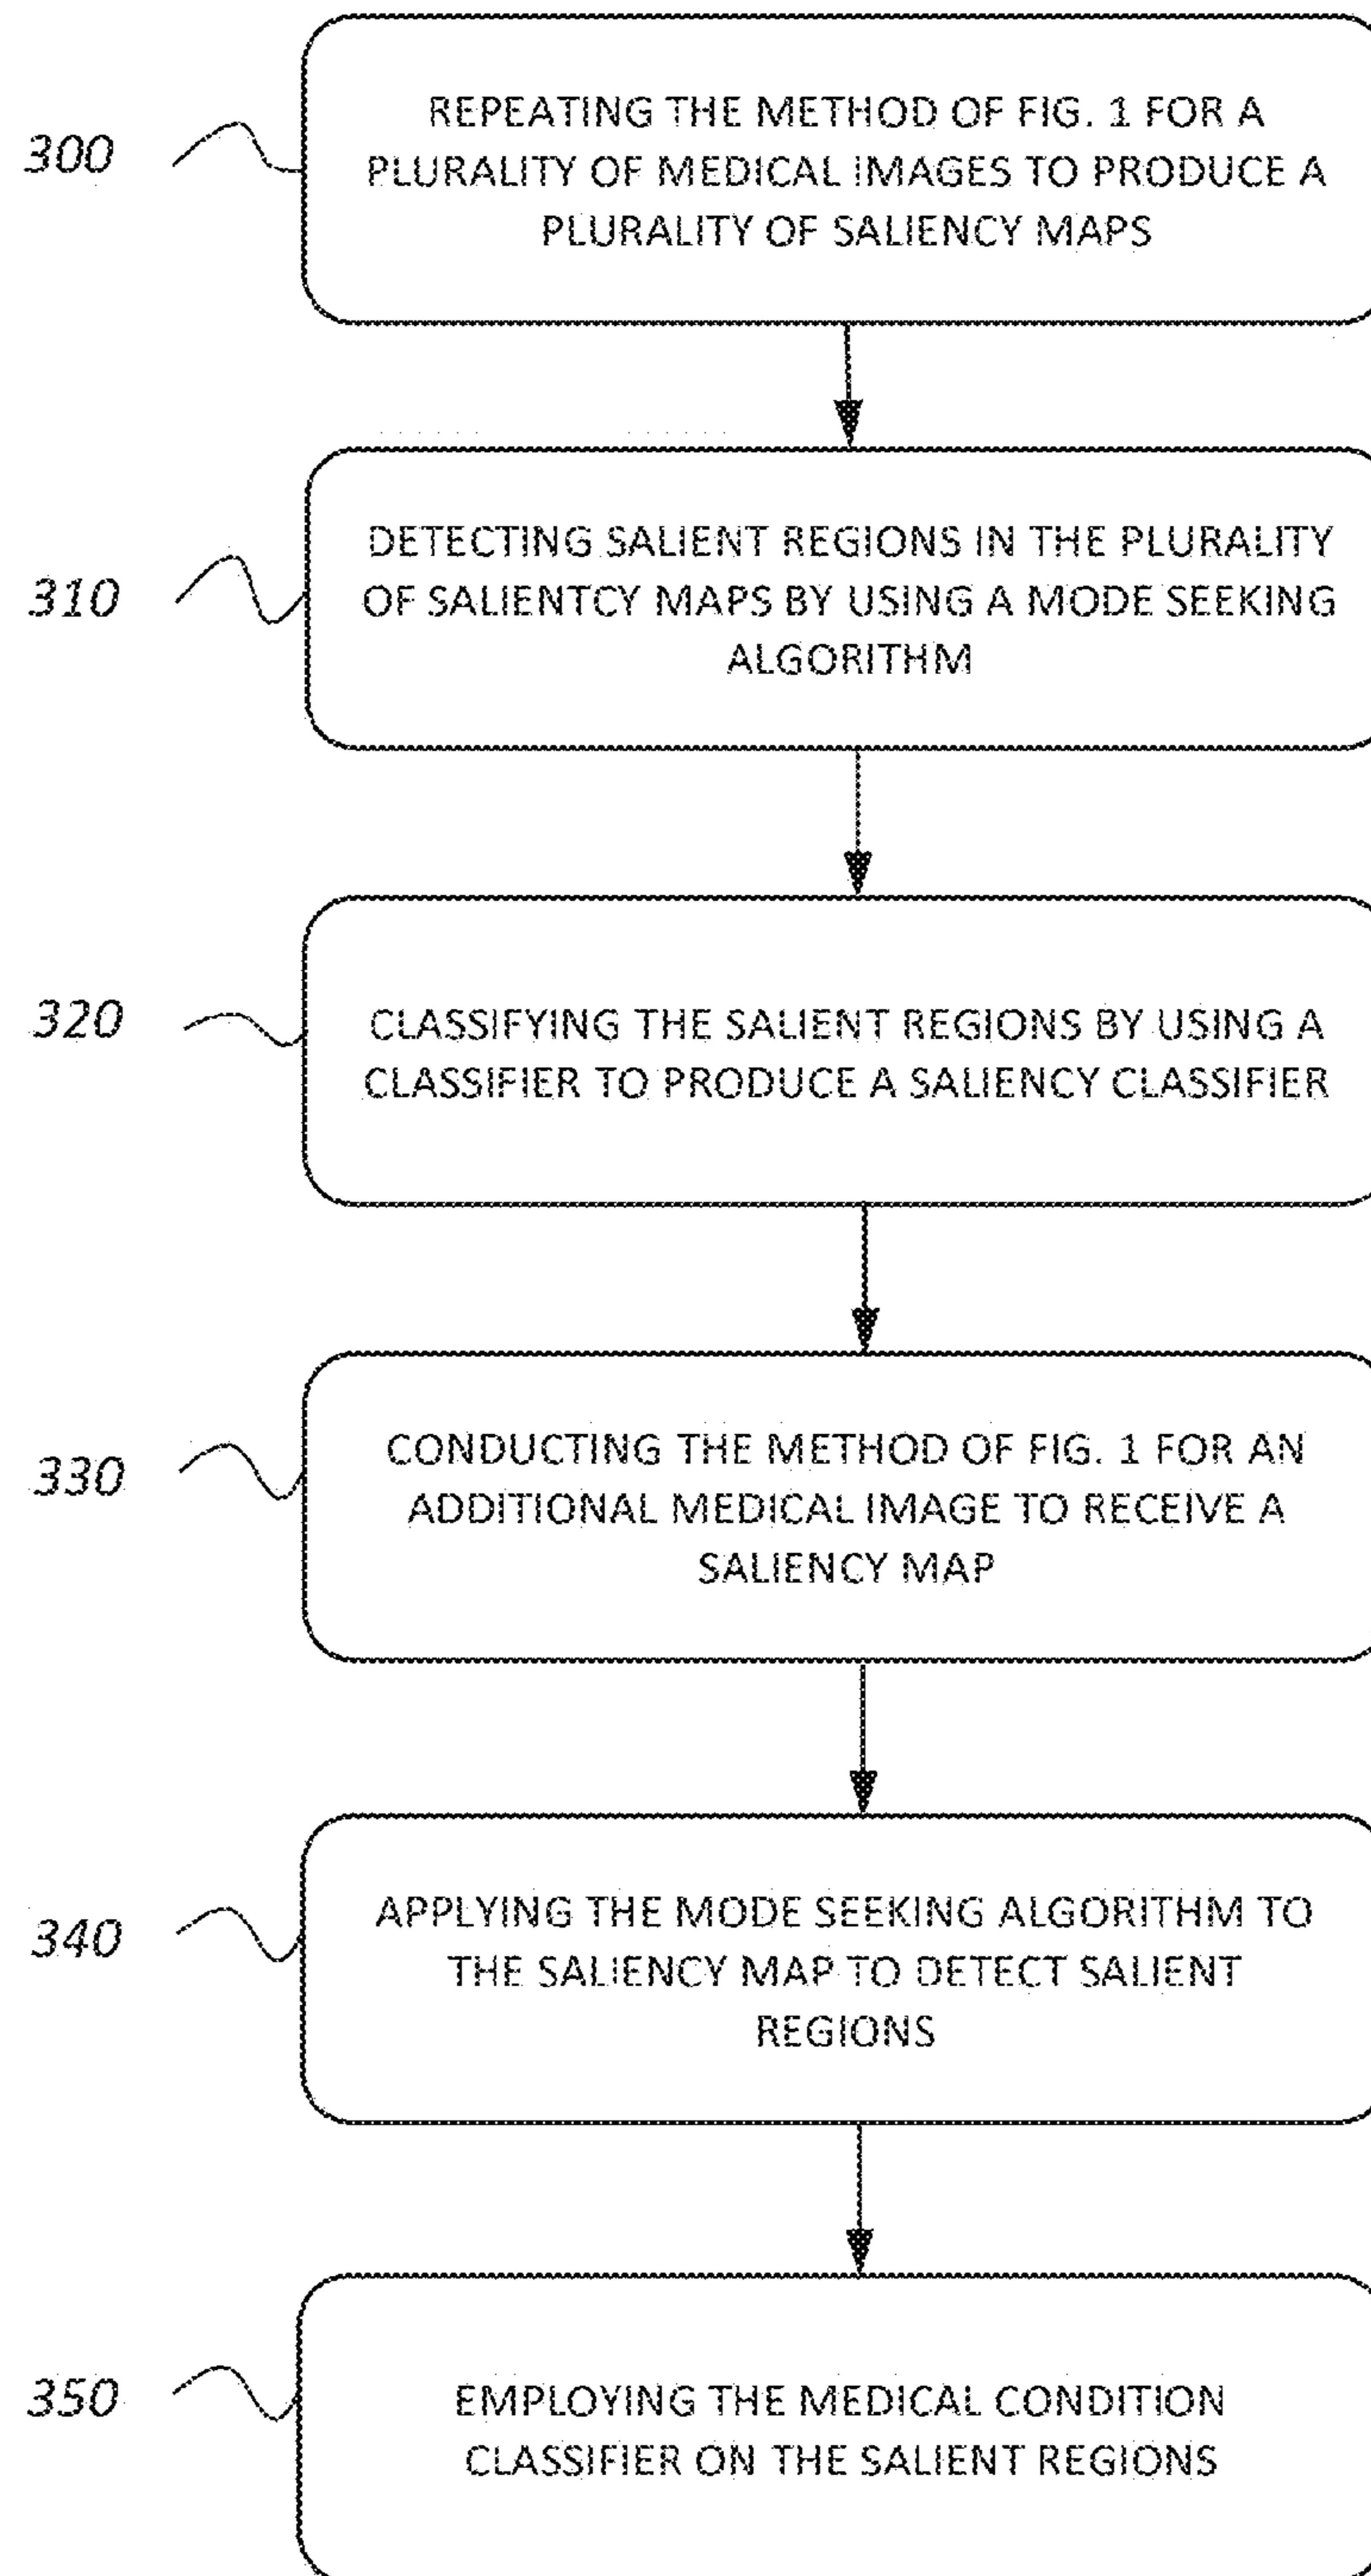 300
REPEATING THE METHOD OF FIG. 1 FOR A
PLURALITY OF MEDICAL IMAGES TO PRODUCE A
PLURALITY OF SALIENCY MAPS
310
DETECTING SALIENT REGIONS IN THE PLURALITY
OF SALIENTCY MAPS BY USING A MODE SEEKING
ALGORITHM
320
CLASSIFYING THE SALIENT REGIONS BY USING A
CLASSIFIER TO PRODUCE A SALIENCY CLASSIFIER
330
CONDUCTING THE METHOD OF FIG. 1 FOR AN
ADDITIONAL MEDICAL IMAGE TO RECEIVE A
SALIENCY MAP
340
APPLYING THE MODE SEEKING ALGORITHM TO
THE SALIENCY MAP TO DETECT SALIENT
REGIONS
350
EMPLOYING THE MEDICAL CONDITION
CLASSIFIER ON THE SALIENT REGIONS